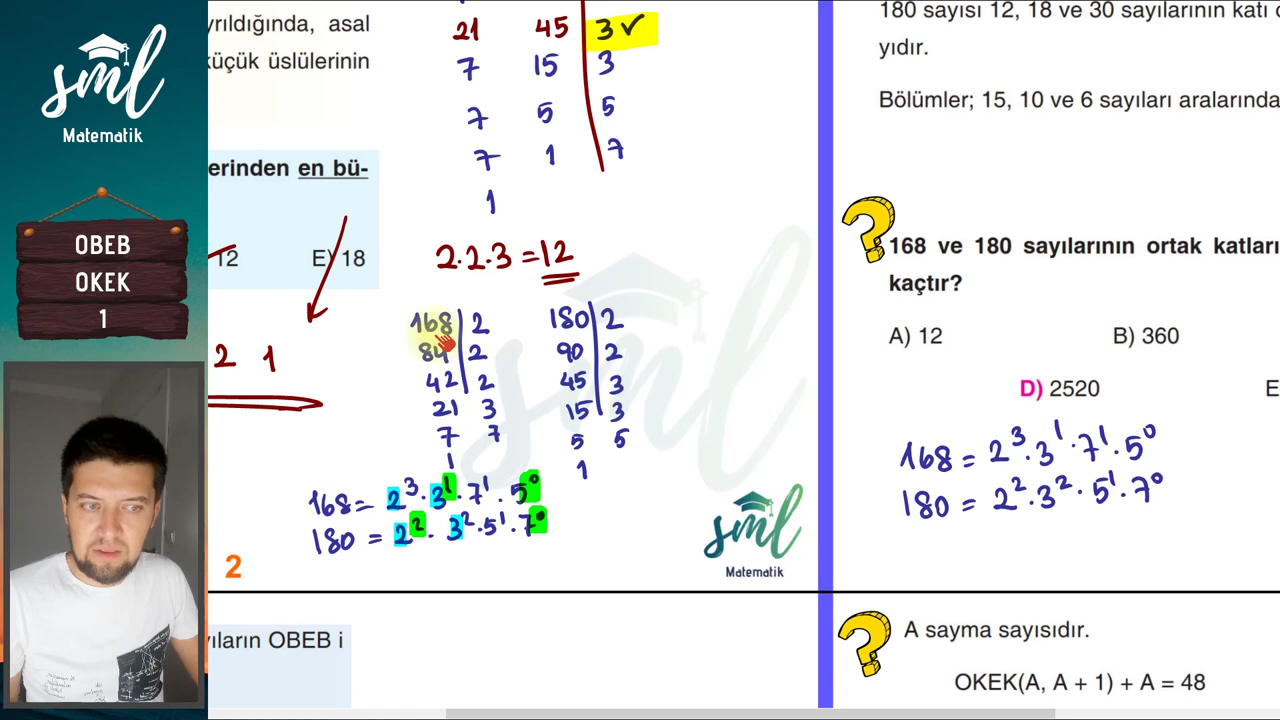 sml
Matematik
OBEB
OKEK
1
yrıldığında, asal
üçük üslülerinin
erinden en bü-
12 E) 18
2 1
21 45 3 ✓
7 15 3
7 5 5
7 1 7
1
2.2.3 = 12
168 2
84 2
42 2
21 3
7 7
1
180 2
90 2
45 3
15 3
5 5
1
168 = 2³ · 3¹ · 7¹ · 5⁰
180 = 2² · 3² · 5¹ · 7⁰
2
sml
Matematik
yıların OBEB i
180 sayısı 12, 18 ve 30 sayılarının katı
yıdır.
Bölümler; 15, 10 ve 6 sayıları aralarında
168 ve 180 sayılarının ortak katları
kaçtır?
A) 12 B) 360
D) 2520 E
168 = 2³ · 3¹ · 7¹ · 5⁰
180 = 2² · 3² · 5¹ · 7⁰
A sayma sayısıdır.
OKEK(A, A + 1) + A = 48